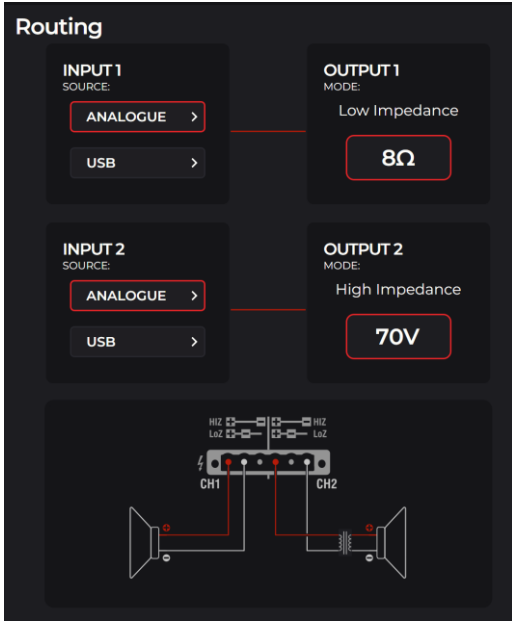 Routing
INPUT 1
SOURCE:
ANALOGUE >
USB >
OUTPUT 1
MODE:
Low Impedance
8Ω
INPUT 2
SOURCE:
ANALOGUE >
USB >
OUTPUT 2
MODE:
High Impedance
70V
HIZ + - + - HIZ
LoZ + - + - LoZ
CH1 CH2
+ +
- -